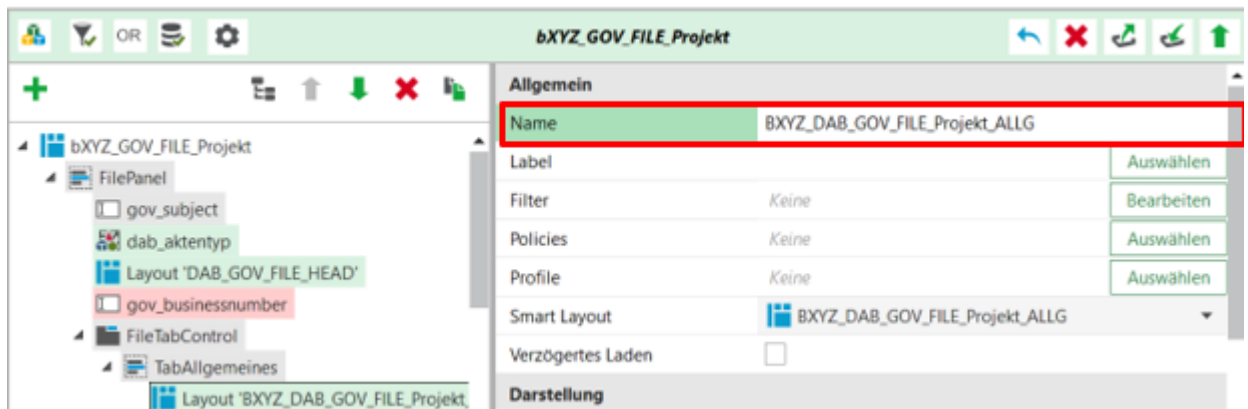 OR
bXYZ_GOV_FILE_Projekt
bXYZ_GOV_FILE_Projekt
FilePanel
gov_subject
dab_aktentyp
Layout 'DAB_GOV_FILE_HEAD'
gov_businessnumber
FileTabControl
TabAllgemeines
Layout 'BXYZ_DAB_GOV_FILE_Projekt_
Allgemein
Name BXYZ_DAB_GOV_FILE_Projekt_ALLG
Label Auswählen
Filter Keine Bearbeiten
Policies Keine Auswählen
Profile Keine Auswählen
Smart Layout BXYZ_DAB_GOV_FILE_Projekt_ALLG
Verzögertes Laden
Darstellung